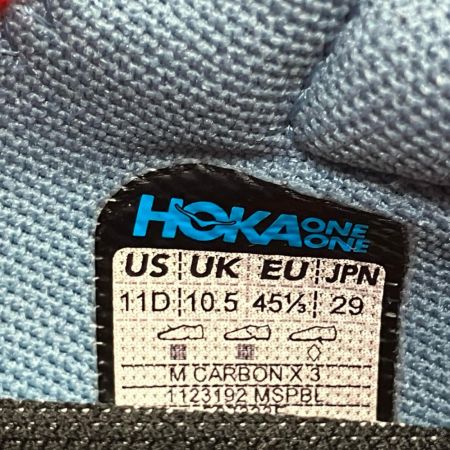 HOKA ONE ONE
US UK EU JPN
11D 10.5 45⅓ 29
M CARBON X 3
1123192 MSPBL